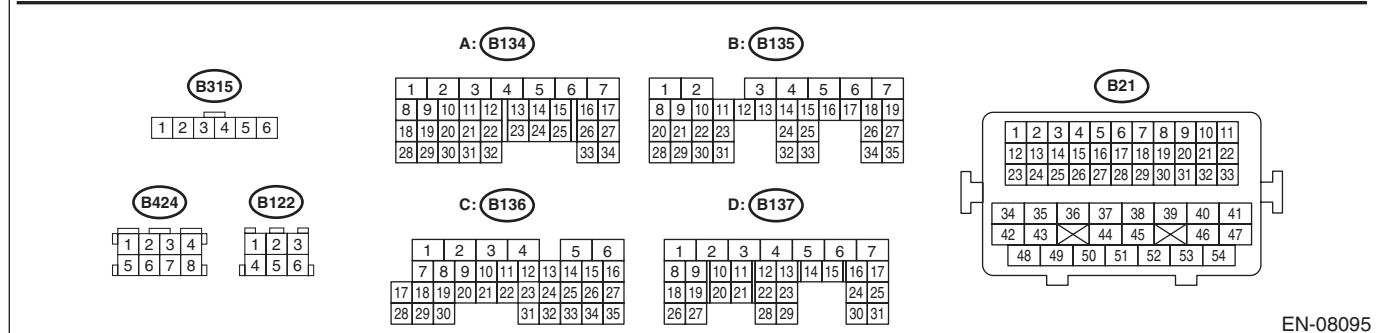 A: B134
B: B135
B315
B21
1 2 3 4 5 6 7
1 2 3 4 5 6 7
8 9 10 11 12 13 14 15 16 17
8 9 10 11 12 13 14 15 16 17 18 19
1 2 3 4 5 6
18 19 20 21 22 23 24 25 26 27
20 21 22 23 24 25 26 27
28 29 30 31 32 33 34
28 29 30 31 32 33 34 35
1 2 3 4 5 6 7 8 9 10 11
12 13 14 15 16 17 18 19 20 21 22
23 24 25 26 27 28 29 30 31 32 33
34 35 36 37 38 39 40 41
42 43 44 45 46 47
48 49 50 51 52 53 54
B424
B122
C: B136
D: B137
1 2 3 4
5 6 7 8
1 2 3
4 5 6
1 2 3 4 5 6
7 8 9 10 11 12 13 14 15 16
17 18 19 20 21 22 23 24 25 26 27
28 29 30 31 32 33 34 35
1 2 3 4 5 6 7
8 9 10 11 12 13 14 15 16 17
18 19 20 21 22 23 24 25
26 27 28 29 30 31
EN-08095